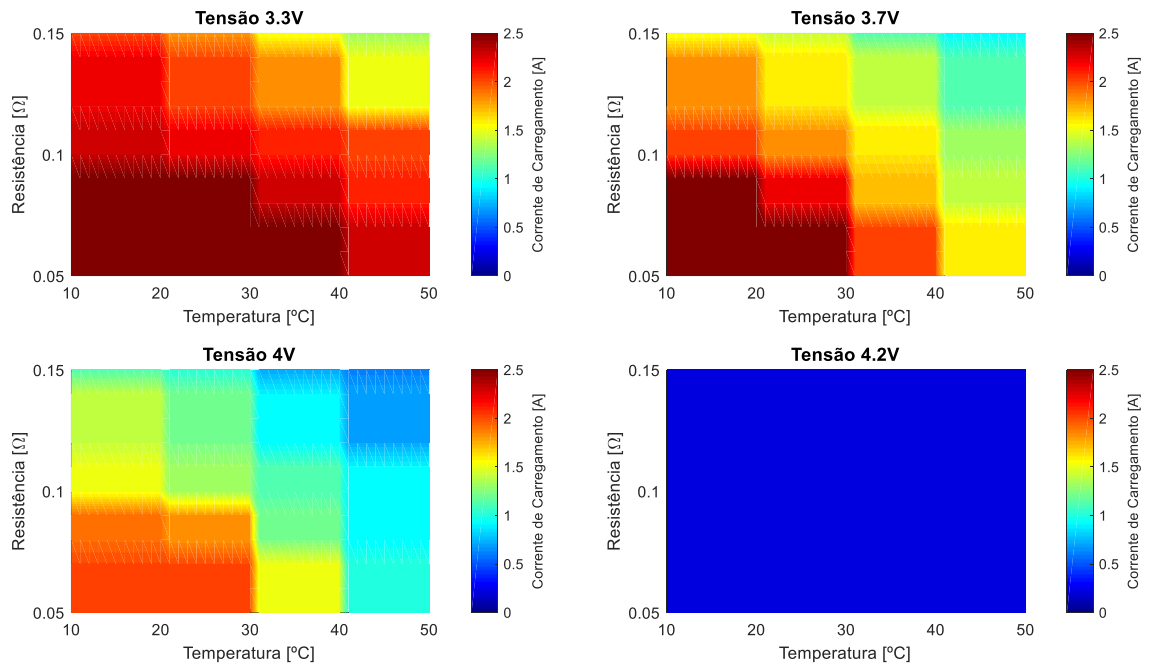 Tensão 3.3V
0.15
0.1
0.05
Resistência [Ω]
10 20 30 40 50
Temperatura [ºC]
2.5
2
1.5
1
0.5
0
Corrente de Carregamento [A]
Tensão 3.7V
0.15
0.1
0.05
Resistência [Ω]
10 20 30 40 50
Temperatura [ºC]
2.5
2
1.5
1
0.5
0
Corrente de Carregamento [A]
Tensão 4V
0.15
0.1
0.05
Resistência [Ω]
10 20 30 40 50
Temperatura [ºC]
2.5
2
1.5
1
0.5
0
Corrente de Carregamento [A]
Tensão 4.2V
0.15
0.1
0.05
Resistência [Ω]
10 20 30 40 50
Temperatura [ºC]
2.5
2
1.5
1
0.5
0
Corrente de Carregamento [A]